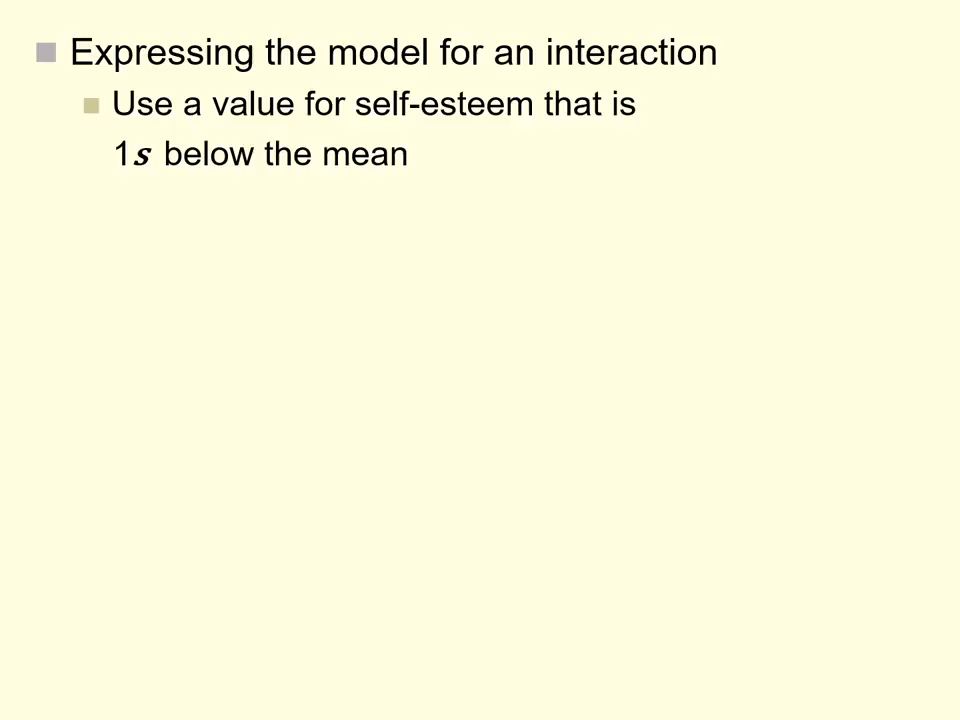 Expressing the model for an interaction
Use a value for self-esteem that is
1s below the mean